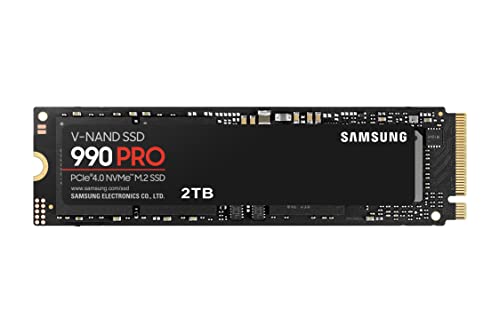 V-NAND SSD
990 PRO
PCIe® 4.0 NVMe™ M.2 SSD
www.samsung.com/ssd
SAMSUNG ELECTRONICS CO., LTD.
2TB
SAMSUNG